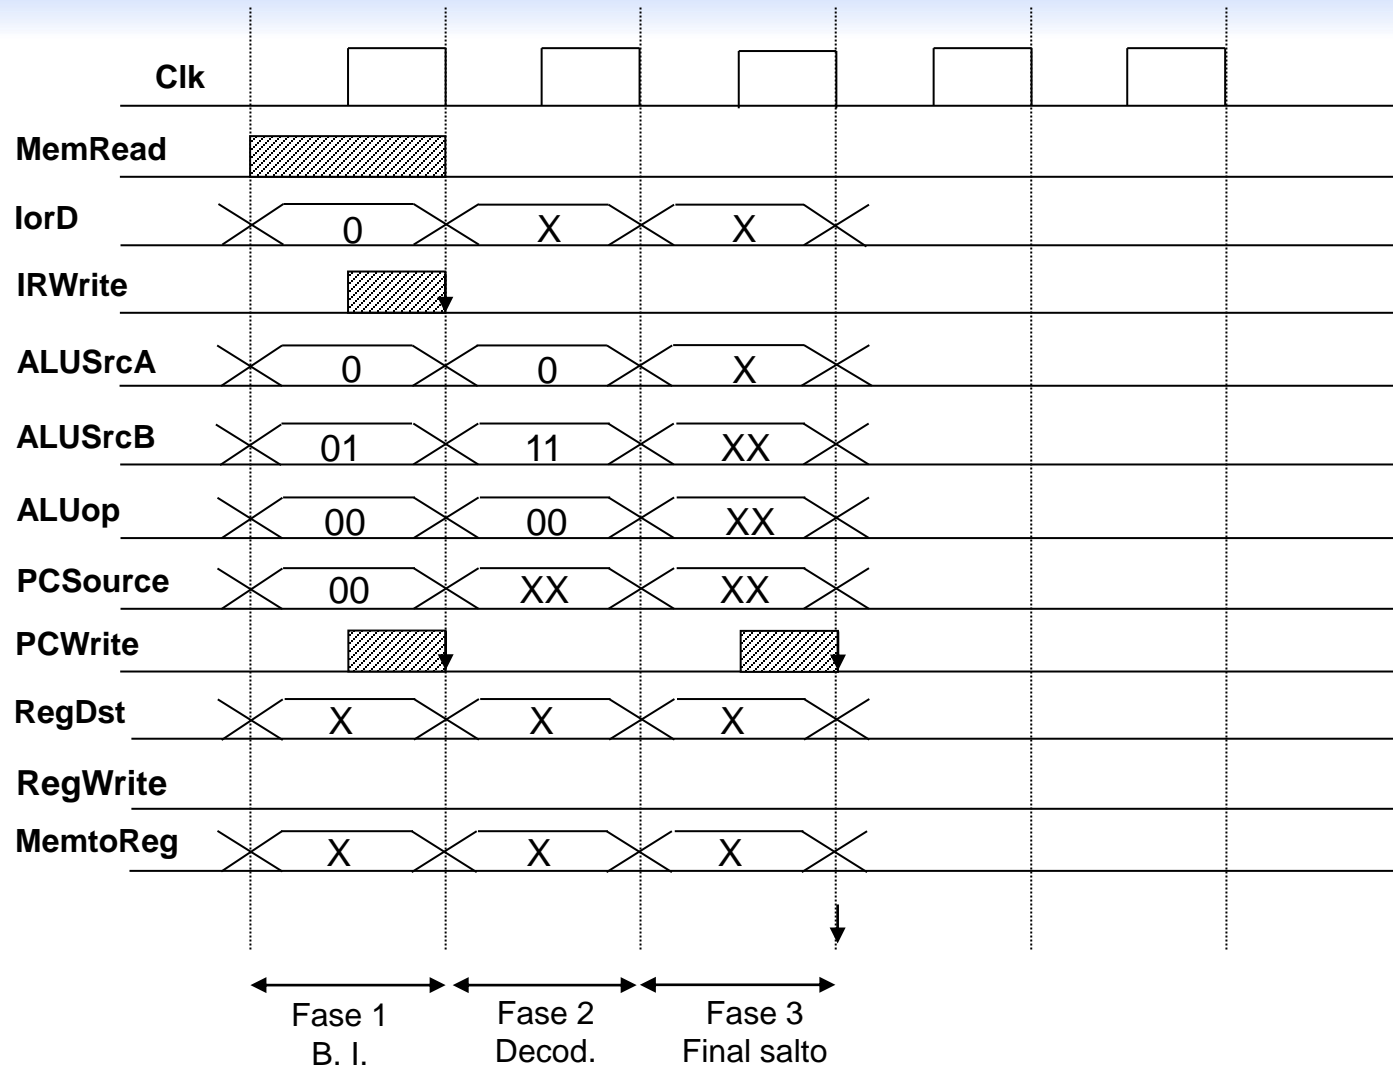 Clk
MemRead
IorD 0 X X
IRWrite
ALUSrcA 0 0 X
ALUSrcB 01 11 XX
ALUop 00 00 XX
PCSource 00 XX XX
PCWrite
RegDst X X X
RegWrite
MemtoReg X X X
Fase 1 Fase 2 Fase 3
B. I. Decod. Final salto